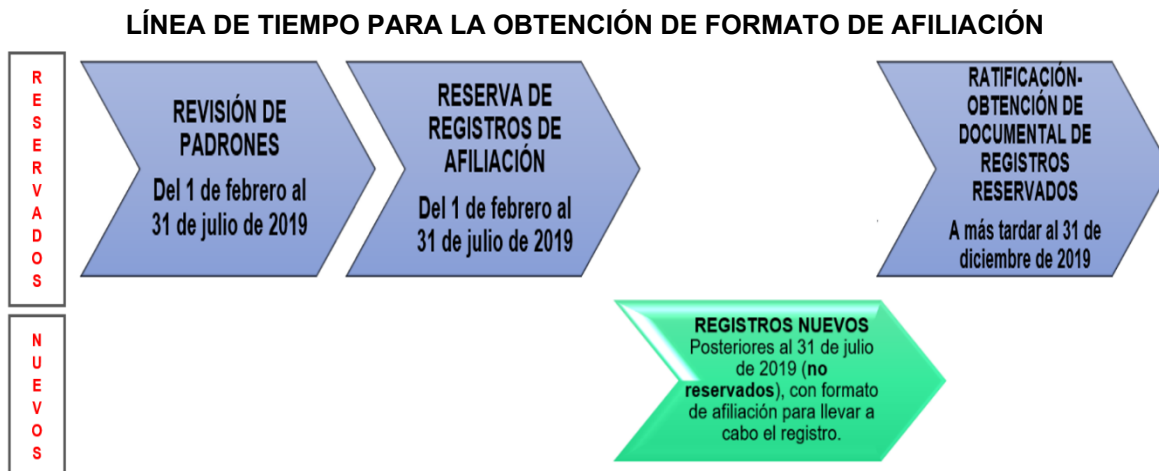 LÍNEA DE TIEMPO PARA LA OBTENCIÓN DE FORMATO DE AFILIACIÓN
RESERVADOS
REVISIÓN DE
PADRONES
Del 1 de febrero al
31 de julio de 2019
RESERVA DE
REGISTROS DE
AFILIACIÓN
Del 1 de febrero al
31 de julio de 2019
RATIFICACIÓN-
OBTENCIÓN DE
DOCUMENTAL DE
REGISTROS
RESERVADOS
A más tardar al 31 de
diciembre de 2019
NUEVOS
REGISTROS NUEVOS
Posteriores al 31 de julio
de 2019 (no
reservados), con formato
de afiliación para llevar a
cabo el registro.